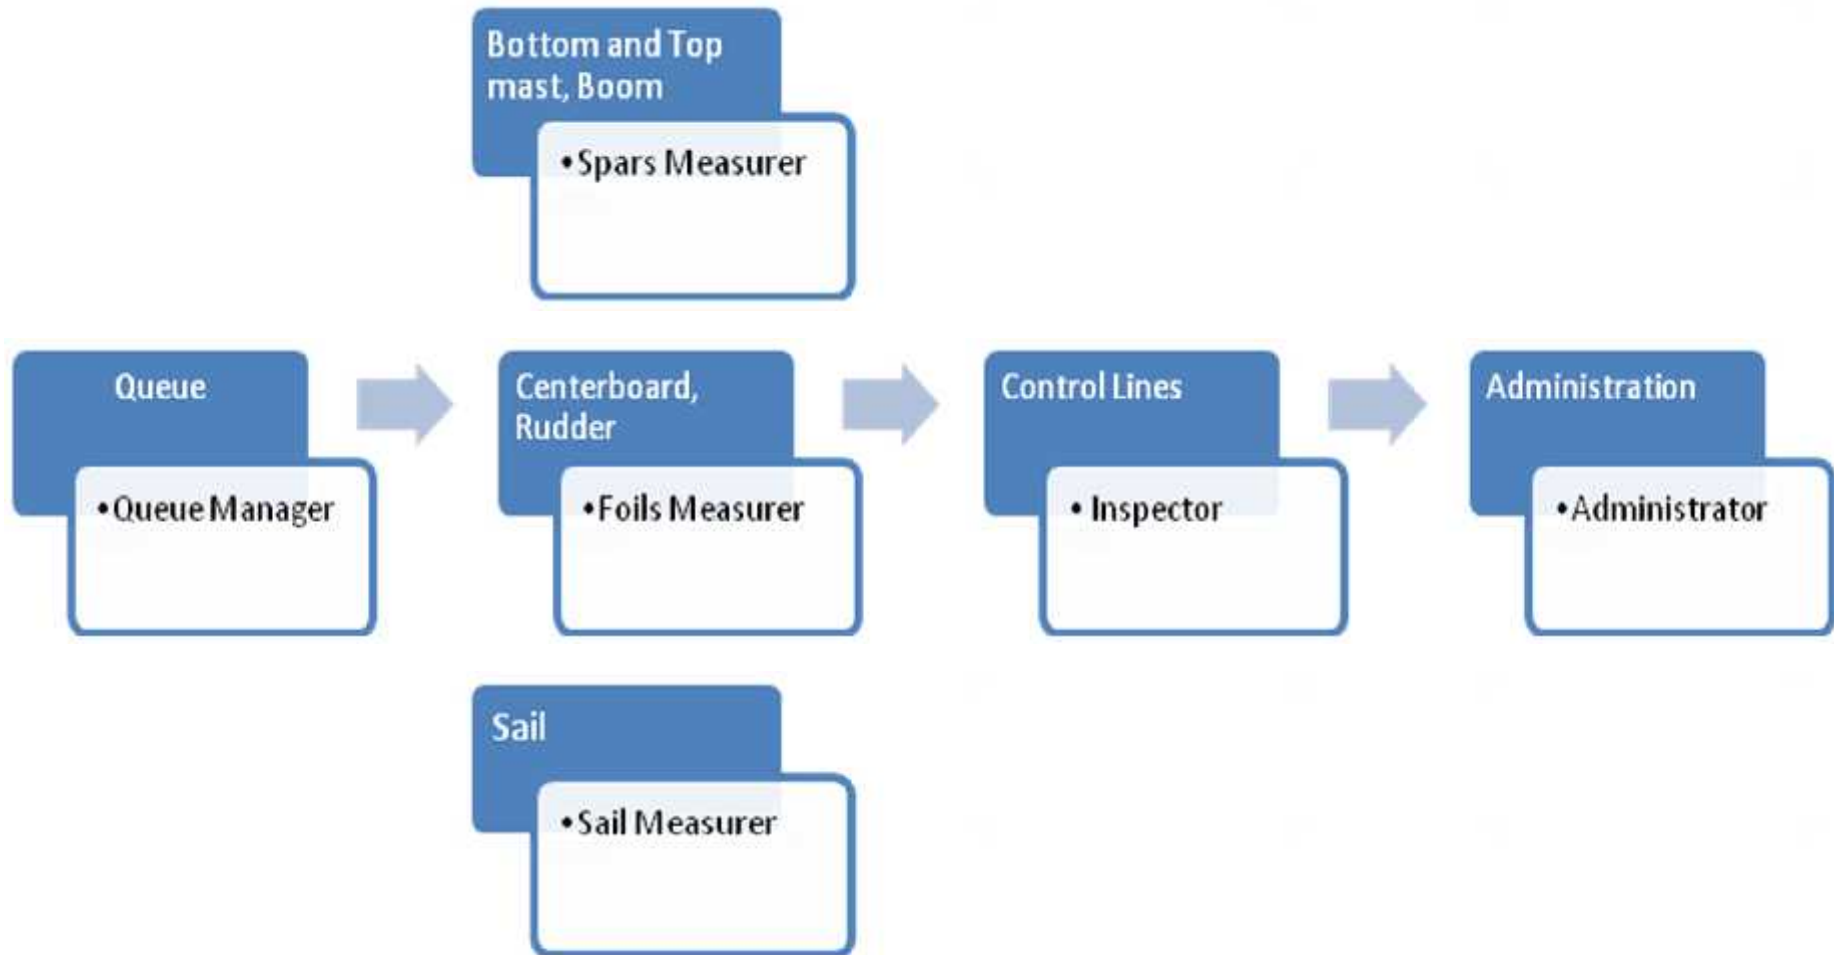 Bottom and Top
mast, Boom
•Spars Measurer
Queue
•Queue Manager
Centerboard,
Rudder
•Foils Measurer
Control Lines
• Inspector
Administration
•Administrator
Sail
•Sail Measurer